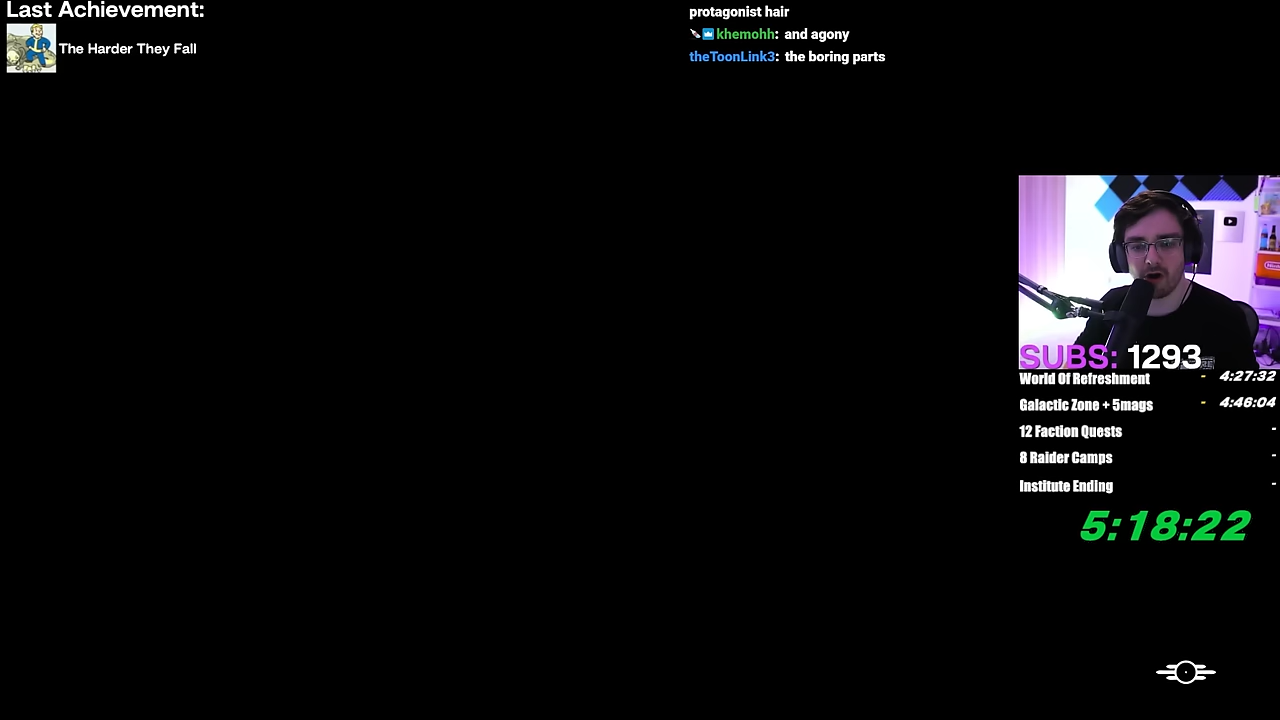 Last Achievement:
The Harder They Fall
protagonist hair
khemohh: and agony
theToonLink3: the boring parts
SUBS: 1293
World Of Refreshment - 4:27:32
Galactic Zone + 5mags - 4:46:04
12 Faction Quests -
8 Raider Camps -
Institute Ending -
5:18:22